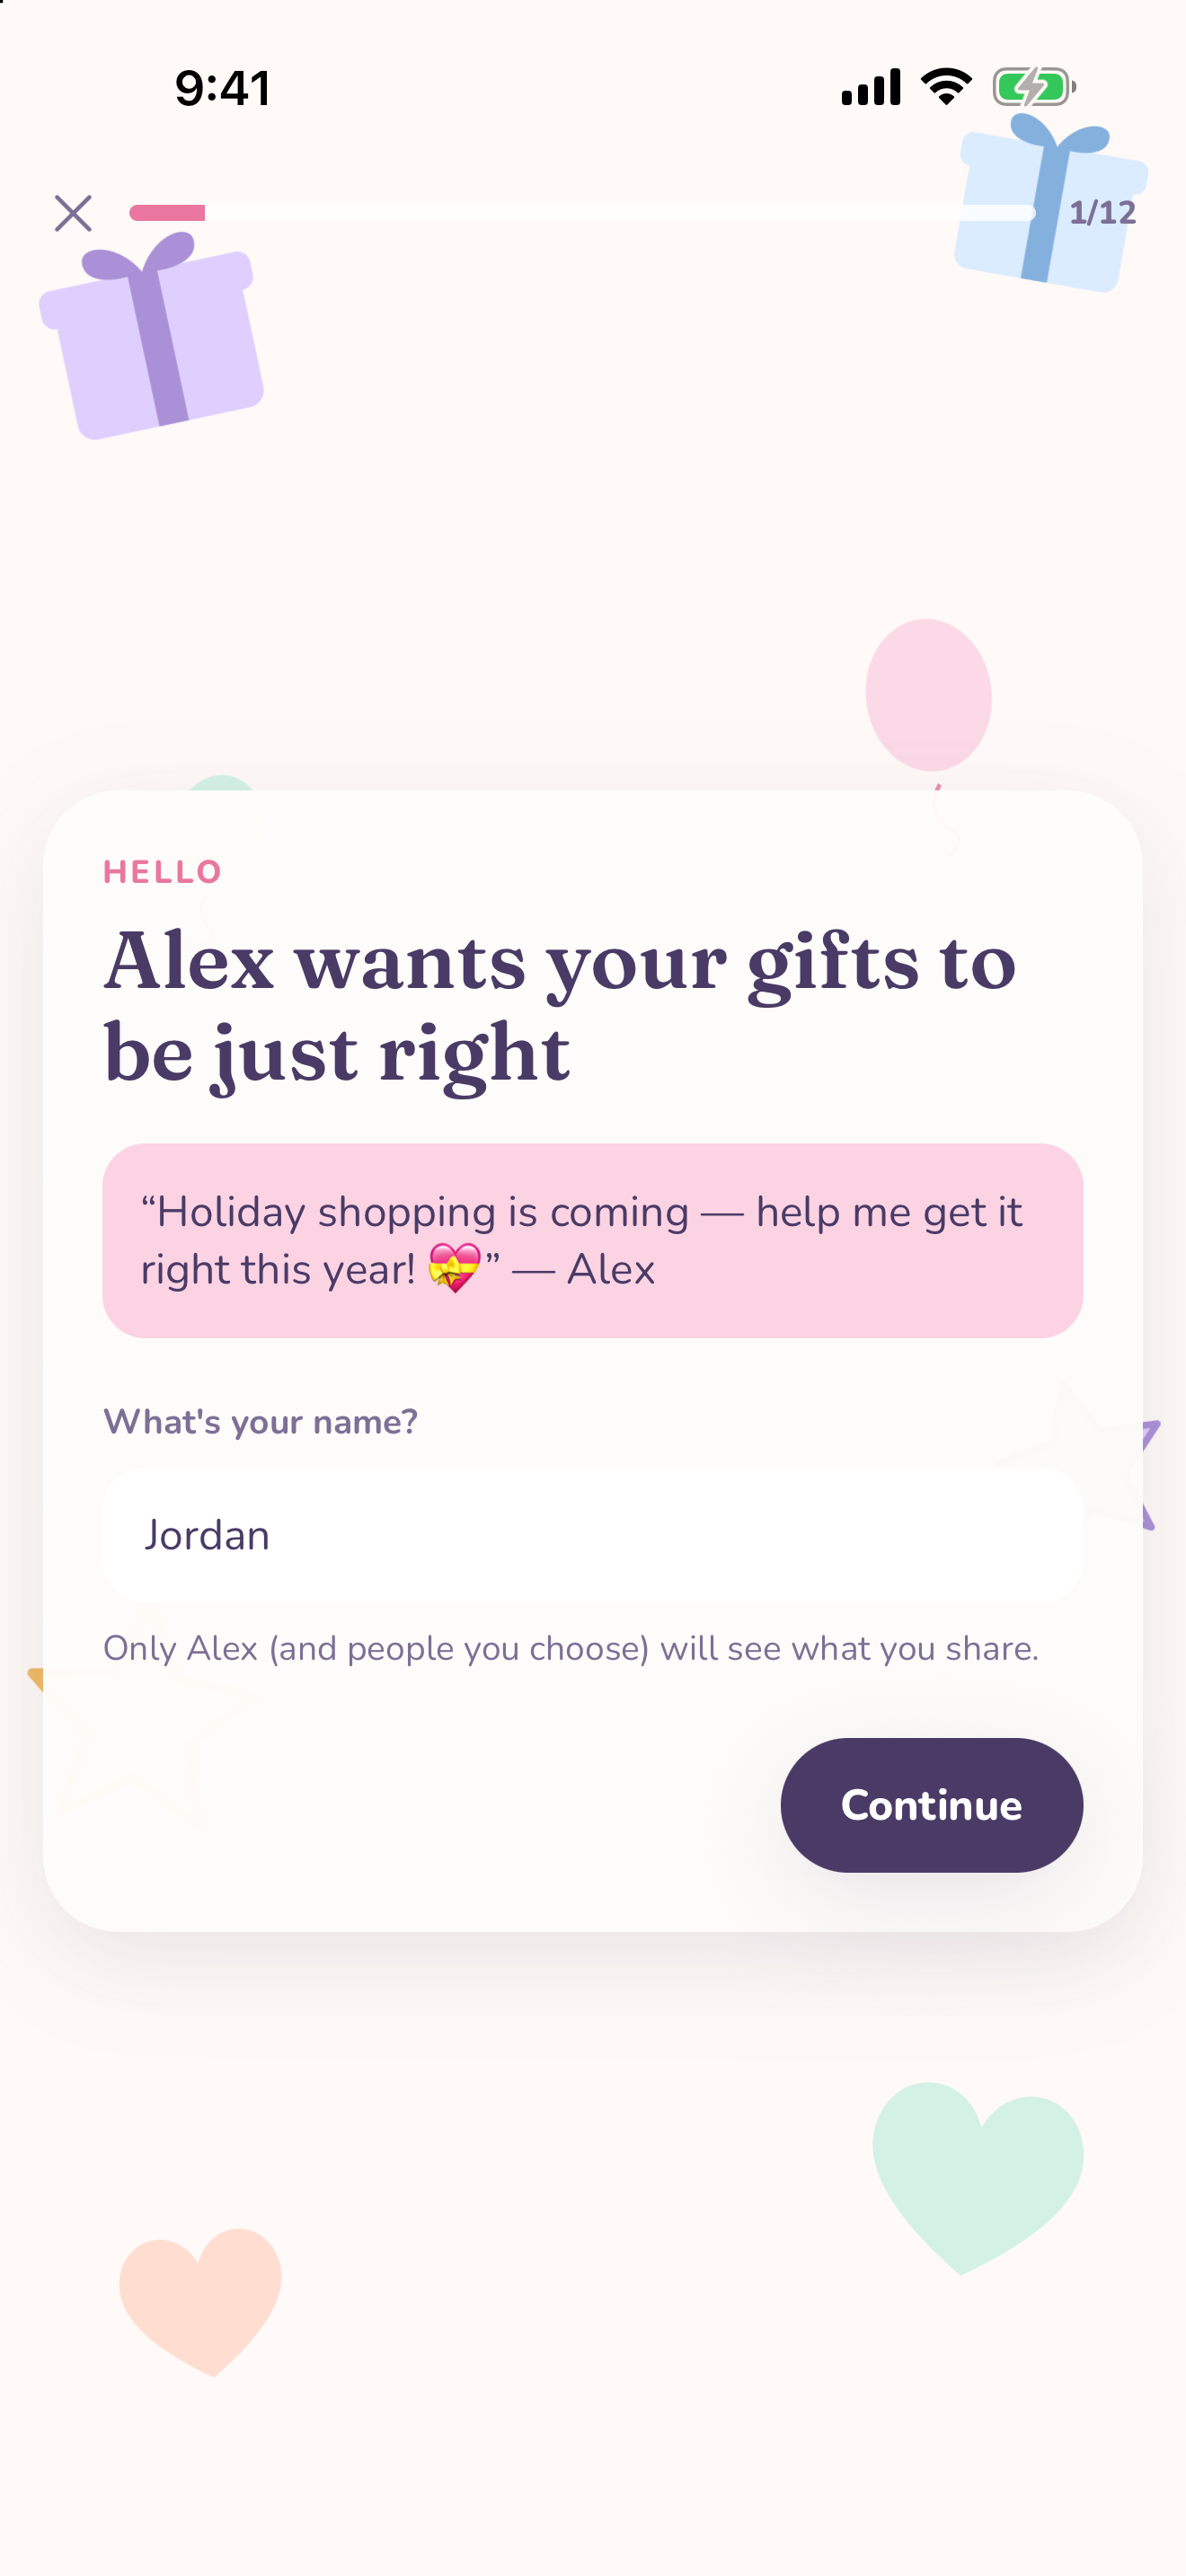 9:41
1/12
HELLO
Alex wants your gifts to
be just right
“Holiday shopping is coming — help me get it
right this year! 💝” — Alex
What's your name?
Jordan
Only Alex (and people you choose) will see what you share.
Continue